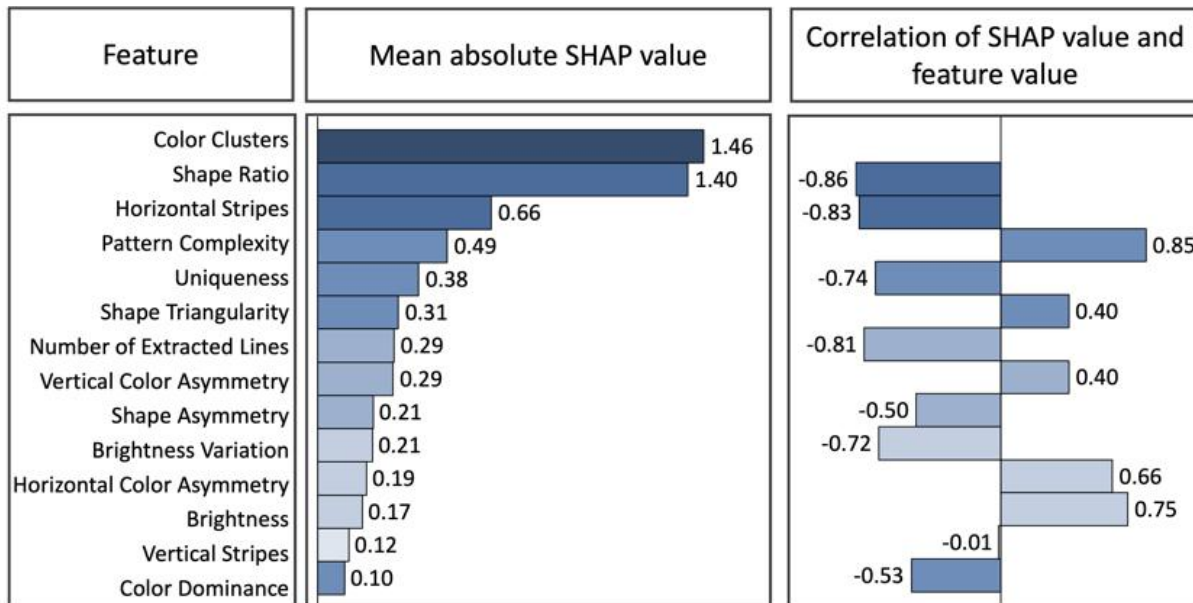 Feature
Mean absolute SHAP value
Correlation of SHAP value and
feature value
Color Clusters
1.46
Shape Ratio
1.40
-0.86
Horizontal Stripes
0.66
-0.83
Pattern Complexity
0.49
0.85
Uniqueness
0.38
-0.74
Shape Triangularity
0.31
0.40
Number of Extracted Lines
0.29
-0.81
Vertical Color Asymmetry
0.29
0.40
Shape Asymmetry
0.21
-0.50
Brightness Variation
0.21
-0.72
Horizontal Color Asymmetry
0.19
0.66
Brightness
0.17
0.75
Vertical Stripes
0.12
-0.01
Color Dominance
0.10
-0.53